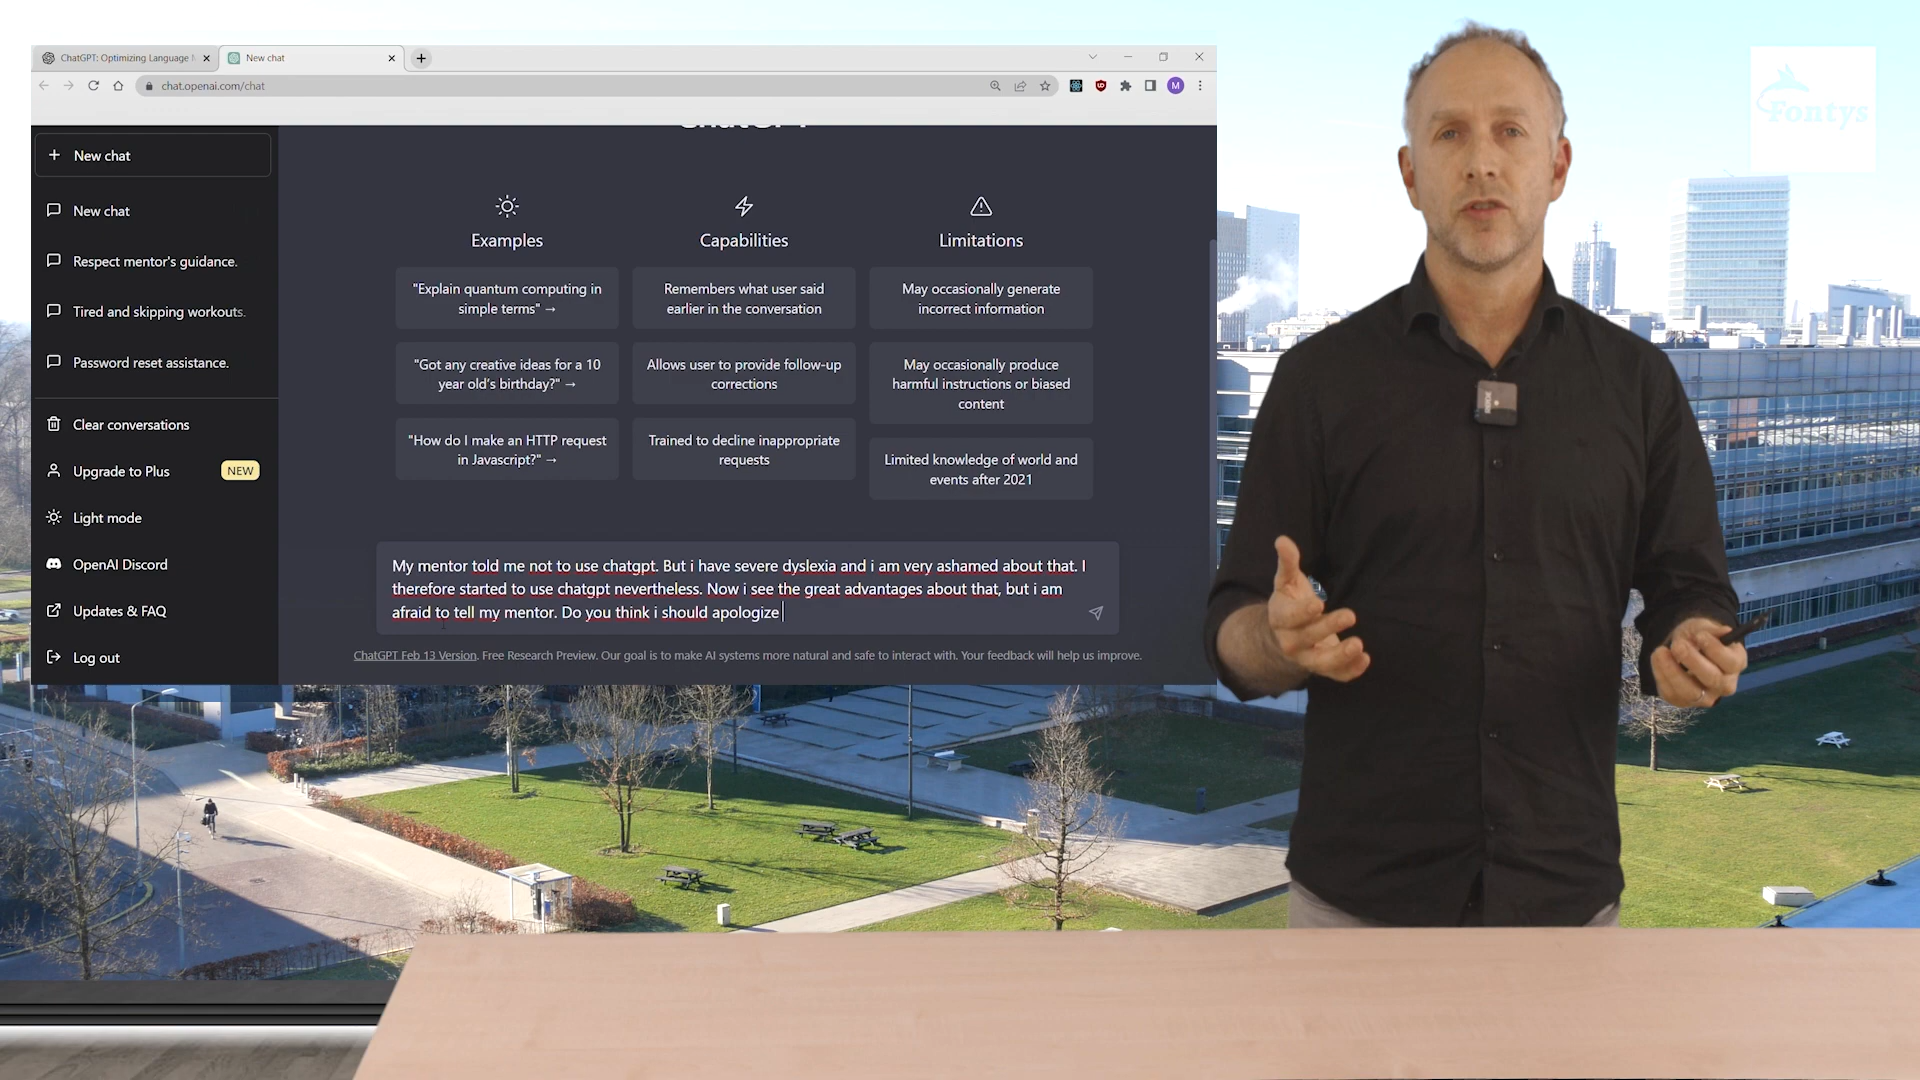 ChatGPT: Optimizing Language
New chat
chat.openai.com/chat
M
ChatGPT
New chat
New chat
Respect mentor's guidance.
Tired and skipping workouts.
Password reset assistance.
Clear conversations
Upgrade to Plus
NEW
Light mode
OpenAI Discord
Updates & FAQ
Log out
Examples
"Explain quantum computing in
simple terms" →
"Got any creative ideas for a 10
year old's birthday?" →
"How do I make an HTTP request
in Javascript?" →
Capabilities
Remembers what user said
earlier in the conversation
Allows user to provide follow-up
corrections
Trained to decline inappropriate
requests
Limitations
May occasionally generate
incorrect information
May occasionally produce
harmful instructions or biased
content
Limited knowledge of world and
events after 2021
My mentor told me not to use chatgpt. But i have severe dyslexia and i am very ashamed about that. I
therefore started to use chatgpt nevertheless. Now i see the great advantages about that, but i am
afraid to tell my mentor. Do you think i should apologize
ChatGPT Feb 13 Version. Free Research Preview. Our goal is to make AI systems more natural and safe to interact with. Your feedback will help us improve.
Fontys